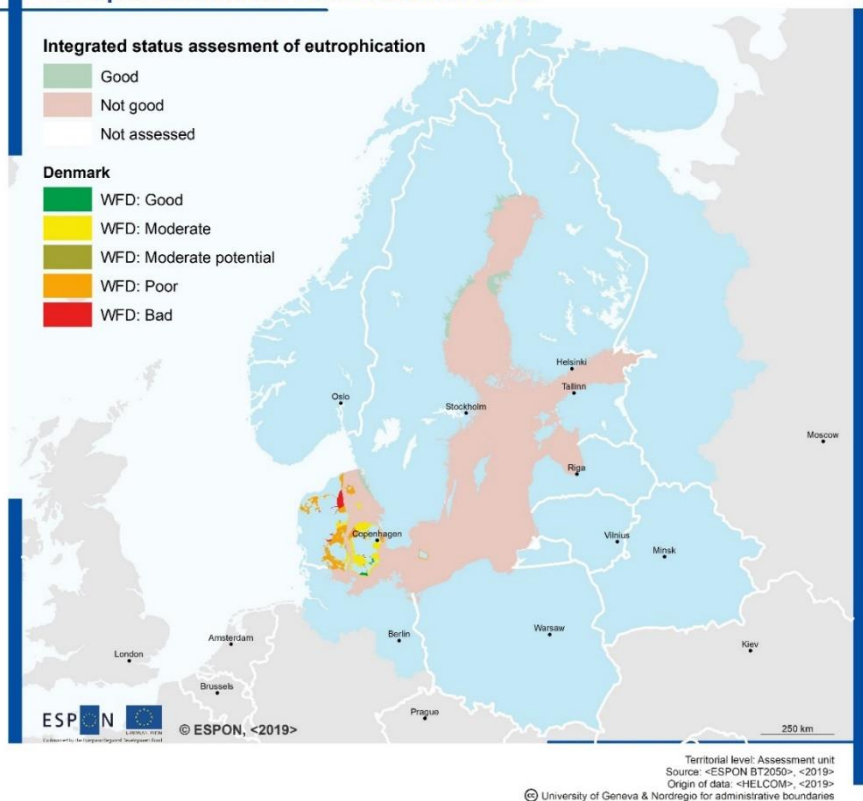 Integrated status assesment of eutrophication
Good
Not good
Not assessed
Denmark
WFD: Good
WFD: Moderate
WFD: Moderate potential
WFD: Poor
WFD: Bad
Helsinki
Tallinn
Oslo
Stockholm
Moscow
Riga
Copenhagen
Vilnius
Minsk
Berlin
Warsaw
Amsterdam
Kiev
London
Brussels
Prague
ESPON
© ESPON, <2019>
250 km
Territorial level: Assessment unit
Source: <ESPON BT2050>, <2019>
Origin of data: <HELCOM>, <2019>
University of Geneva & Nordregio for administrative boundaries